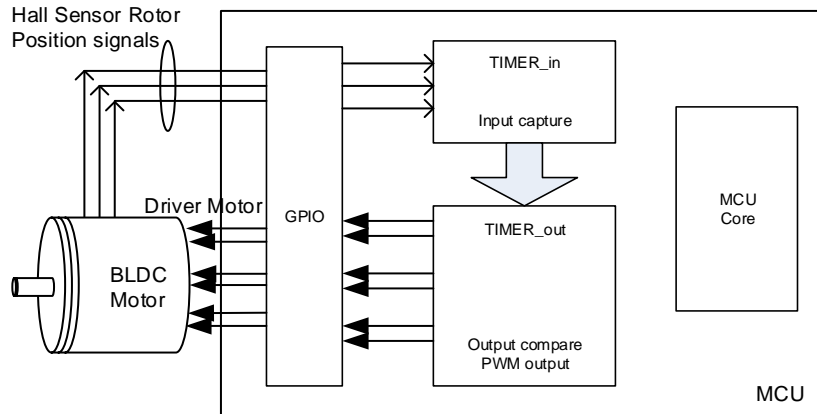 Hall Sensor Rotor
Position signals
TIMER_in
Input capture
Driver Motor
GPIO
TIMER_out
MCU
Core
BLDC
Motor
Output compare
PWM output
MCU